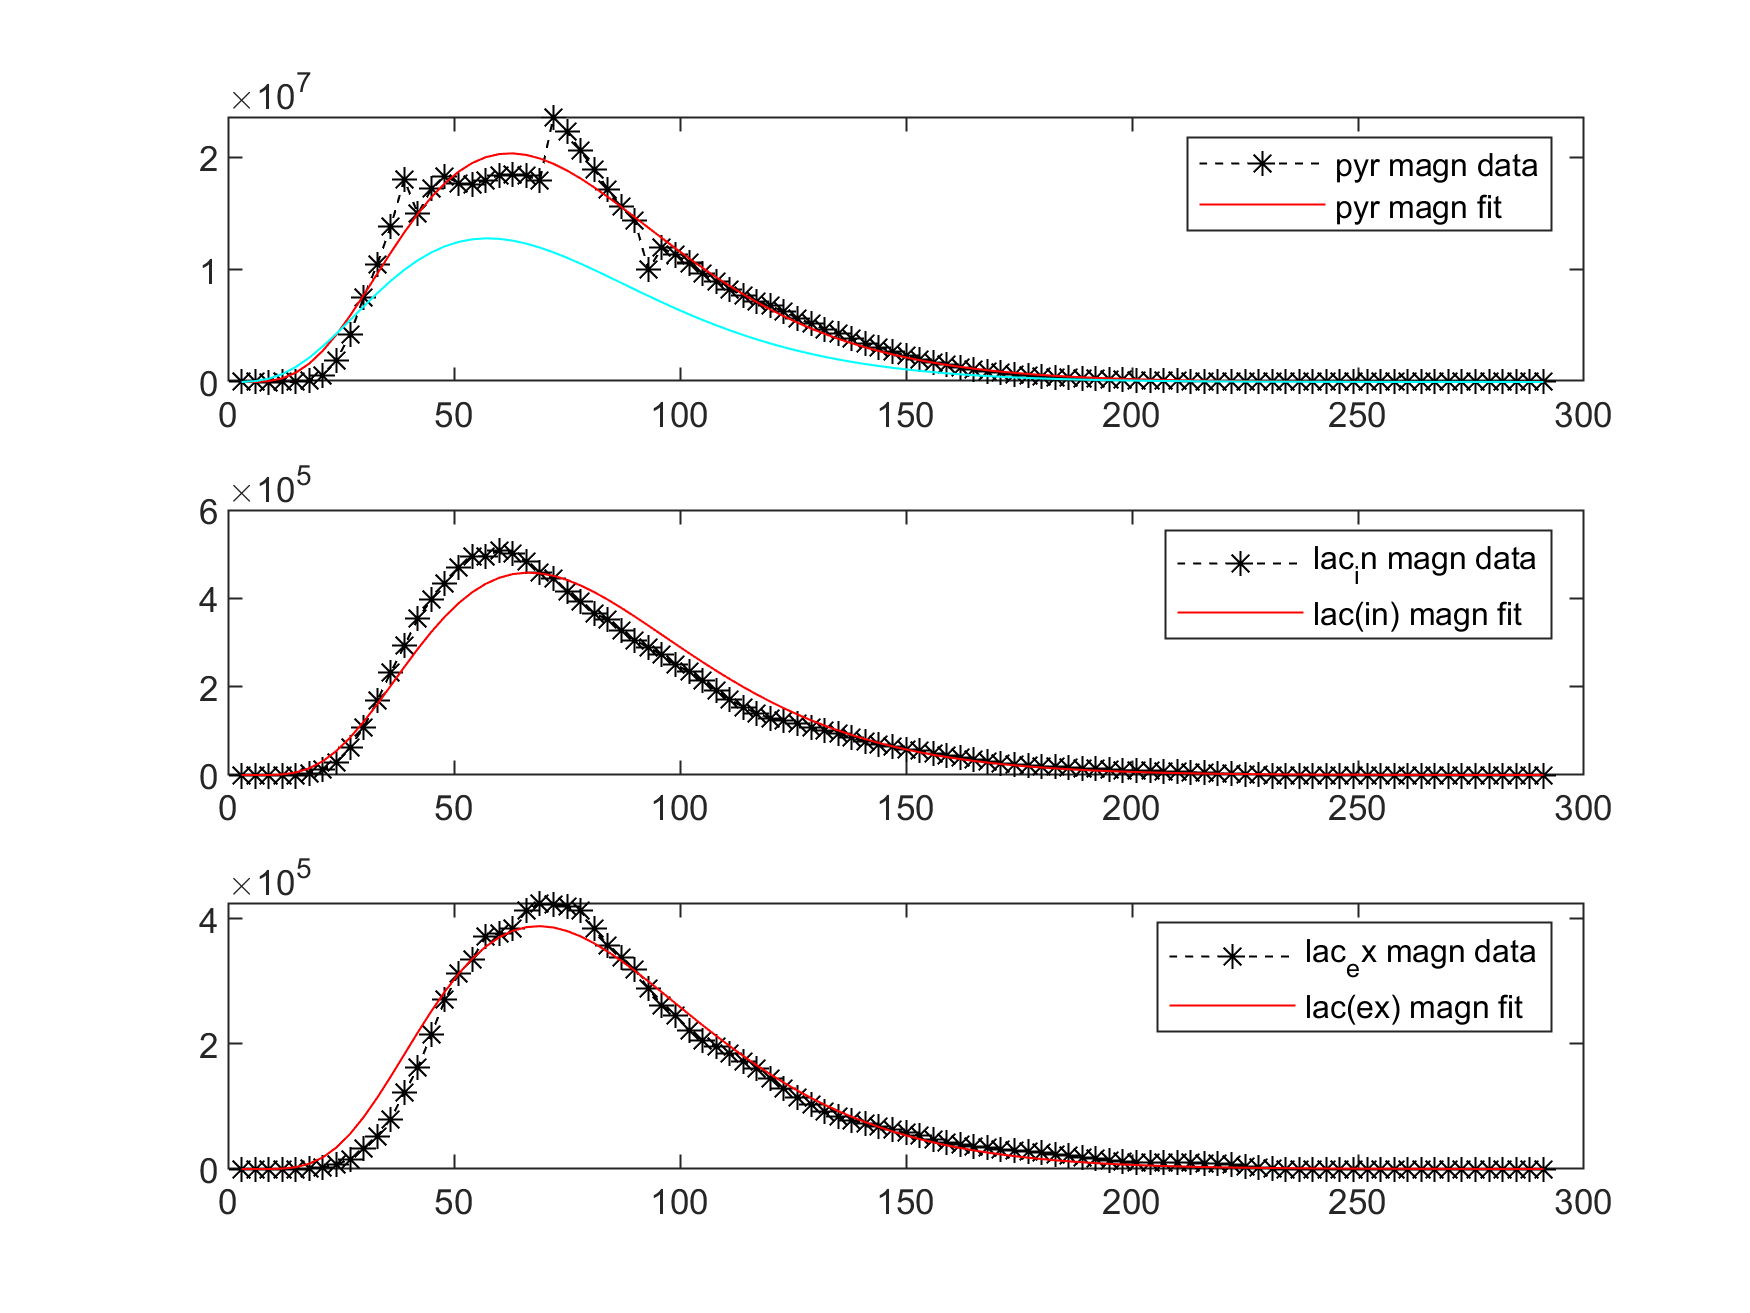 ×10^7
2
1
0
0 50 100 150 200 250 300
pyr magn data
pyr magn fit
×10^5
6
4
2
0
0 50 100 150 200 250 300
lac_in magn data
lac(in) magn fit
×10^5
4
2
0
0 50 100 150 200 250 300
lac_ex magn data
lac(ex) magn fit